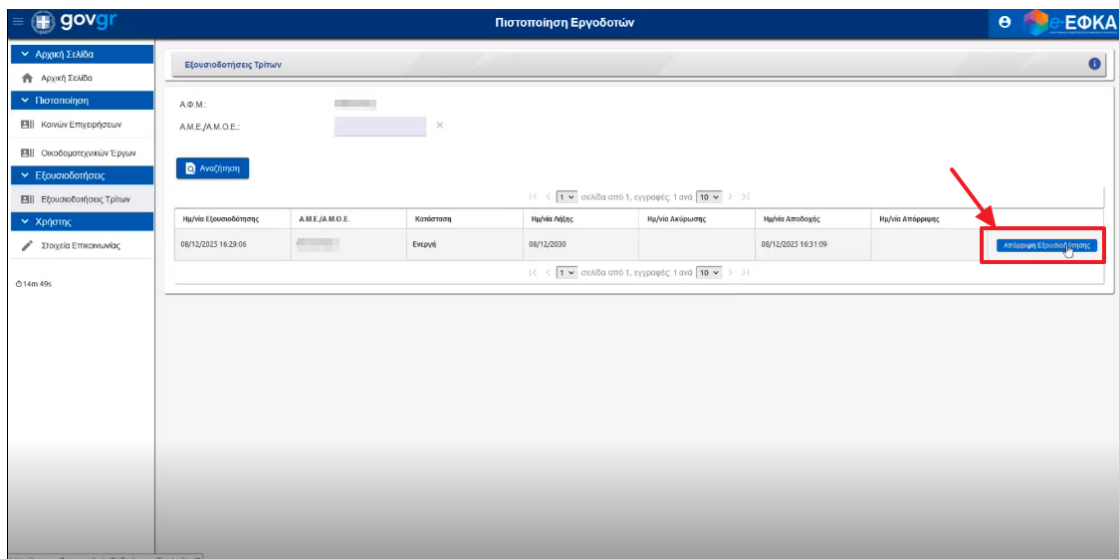 govgr
Πιστοποίηση Εργοδοτών
e-ΕΦΚΑ
Αρχική Σελίδα
Αρχική Σελίδα
Πιστοποίηση
Κοινών Επιχειρήσεων
Οικοδομοτεχνικών Έργων
Εξουσιοδοτήσεις
Εξουσιοδοτήσεις Τρίτων
Χρήστης
Στοιχεία Επικοινωνίας
14m 49s
Εξουσιοδοτήσεις Τρίτων
Α.Φ.Μ.:
Α.Μ.Ε./Α.Μ.Ο.Ε.:
Αναζήτηση
1 σελίδα από 1, εγγραφές: 1 ανά 10
Ημ/νία Εξουσιοδότησης Α.Μ.Ε./Α.Μ.Ο.Ε. Κατάσταση Ημ/νία Λήξης Ημ/νία Ακύρωσης Ημ/νία Αποδοχής Ημ/νία Απόρριψης
08/12/2025 16:29:06 Ενεργή 08/12/2030 08/12/2025 16:31:09 Απόρριψη Εξουσιοδότησης
1 σελίδα από 1, εγγραφές: 1 ανά 10